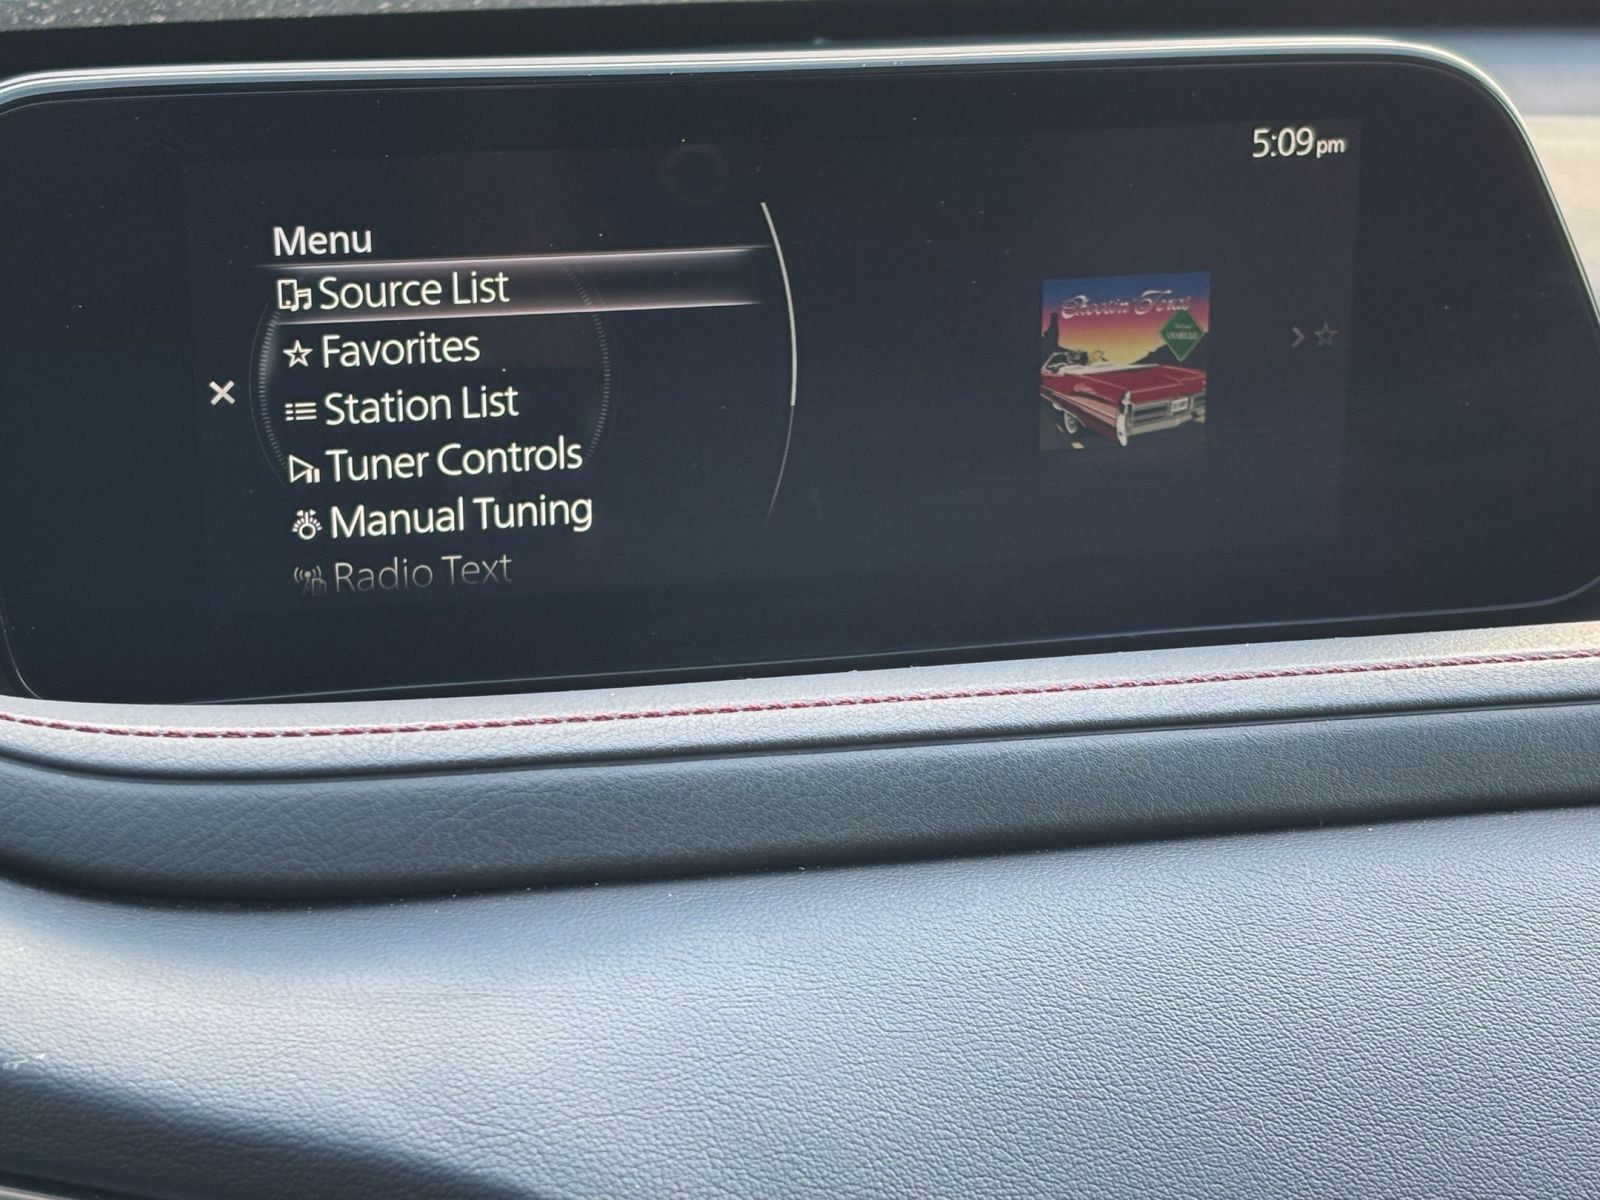 5:09pm
Menu
Source List
Favorites
Station List
Tuner Controls
Manual Tuning
Radio Text